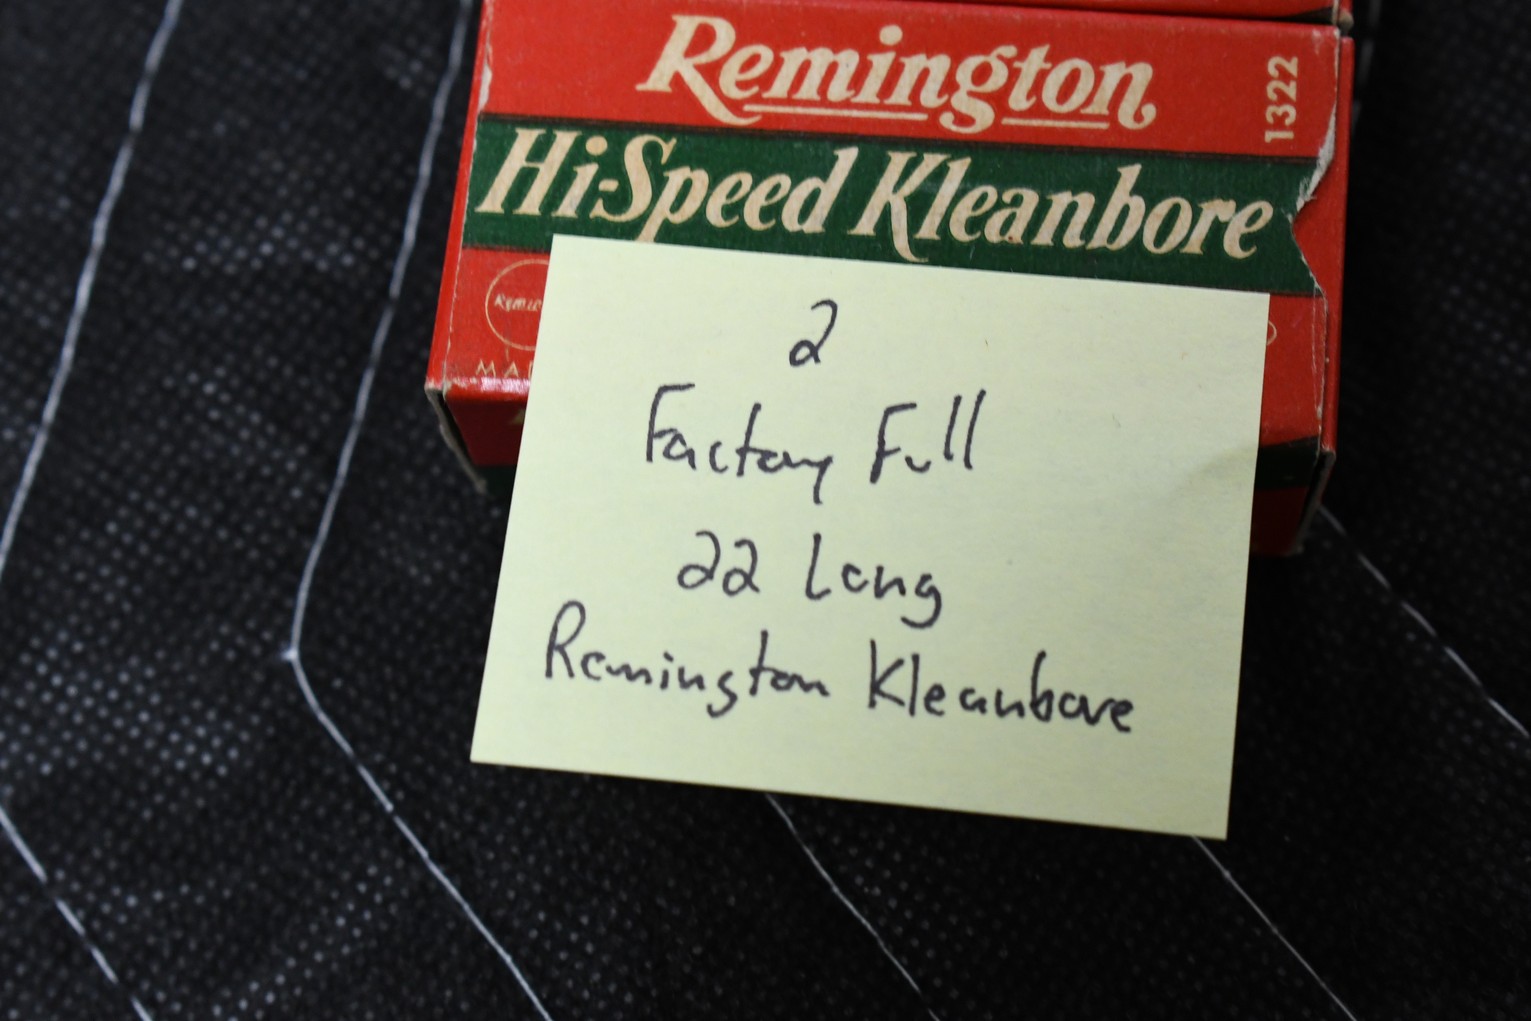 Remington
1322
Hi-Speed Kleanbore
2
Factory Full
22 Long
Remington Kleanbore